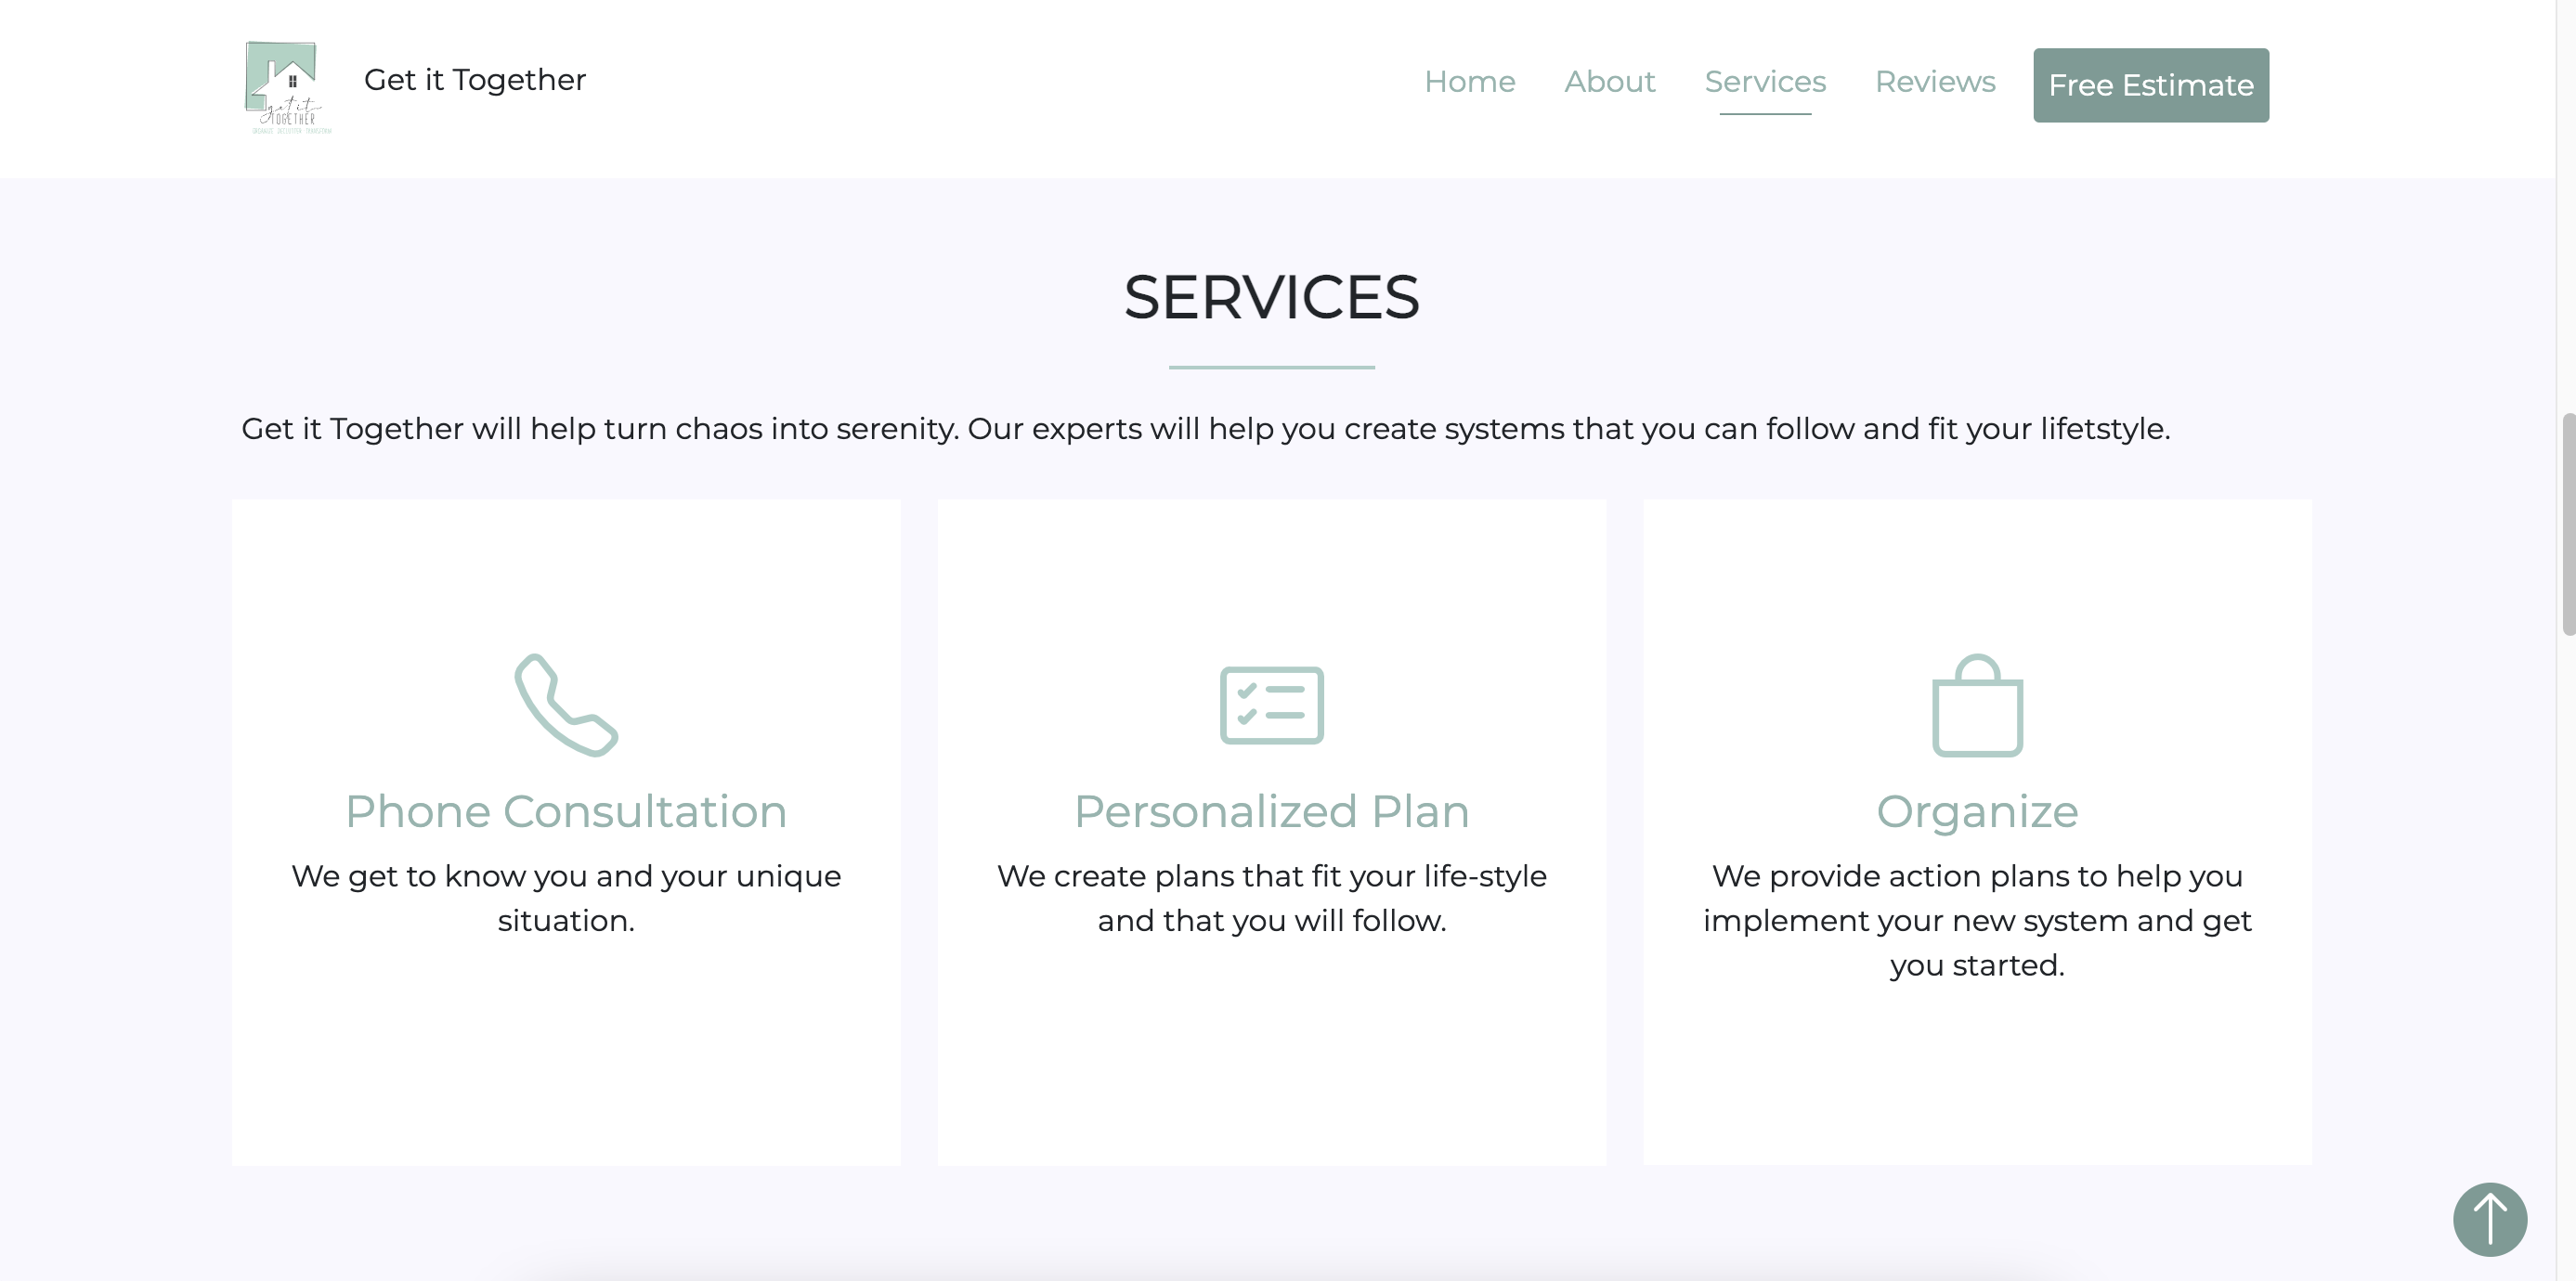 get it
TOGETHER
Get it Together
Home About Services Reviews Free Estimate
SERVICES
Get it Together will help turn chaos into serenity. Our experts will help you create systems that you can follow and fit your lifetstyle.
Phone Consultation
We get to know you and your unique
situation.
Personalized Plan
We create plans that fit your life-style
and that you will follow.
Organize
We provide action plans to help you
implement your new system and get
you started.